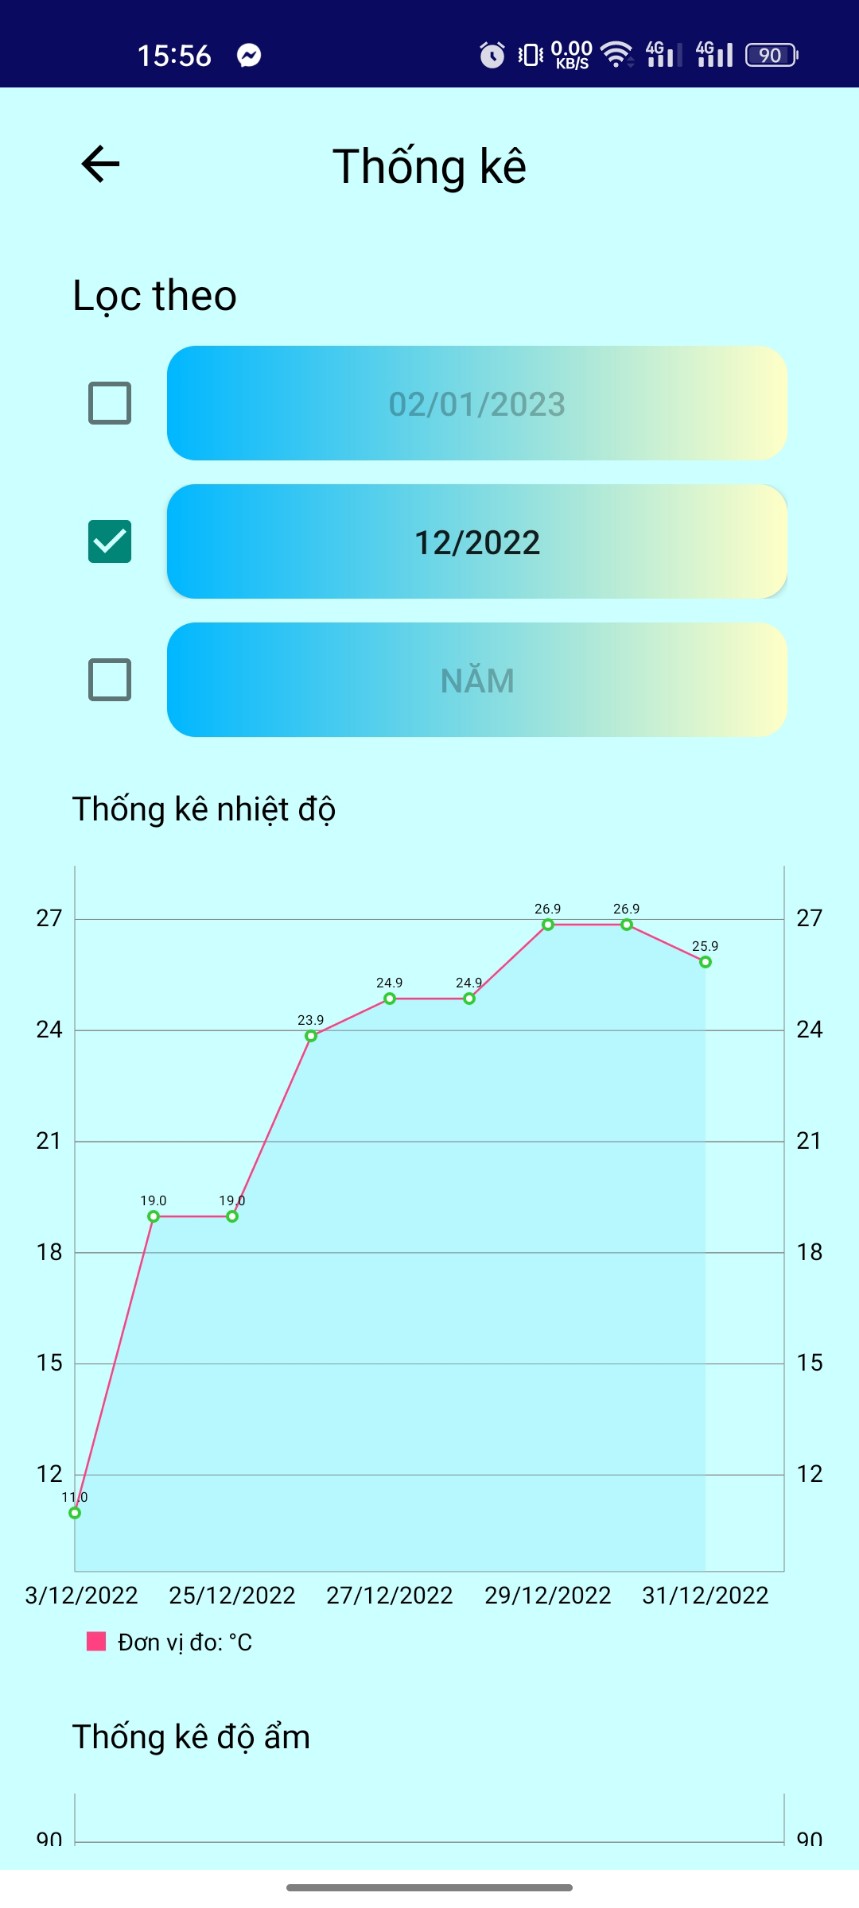 15:56 0.00 KB/S 4G 4G 90
Thống kê
Lọc theo
02/01/2023
12/2022
NĂM
Thống kê nhiệt độ
27 26.9 26.9 27
25.9
24.9 24.9
24 23.9 24
21 21
19.0 19.0
18 18
15 15
12 12
11.0
3/12/2022 25/12/2022 27/12/2022 29/12/2022 31/12/2022
Đơn vị đo: °C
Thống kê độ ẩm
90 90